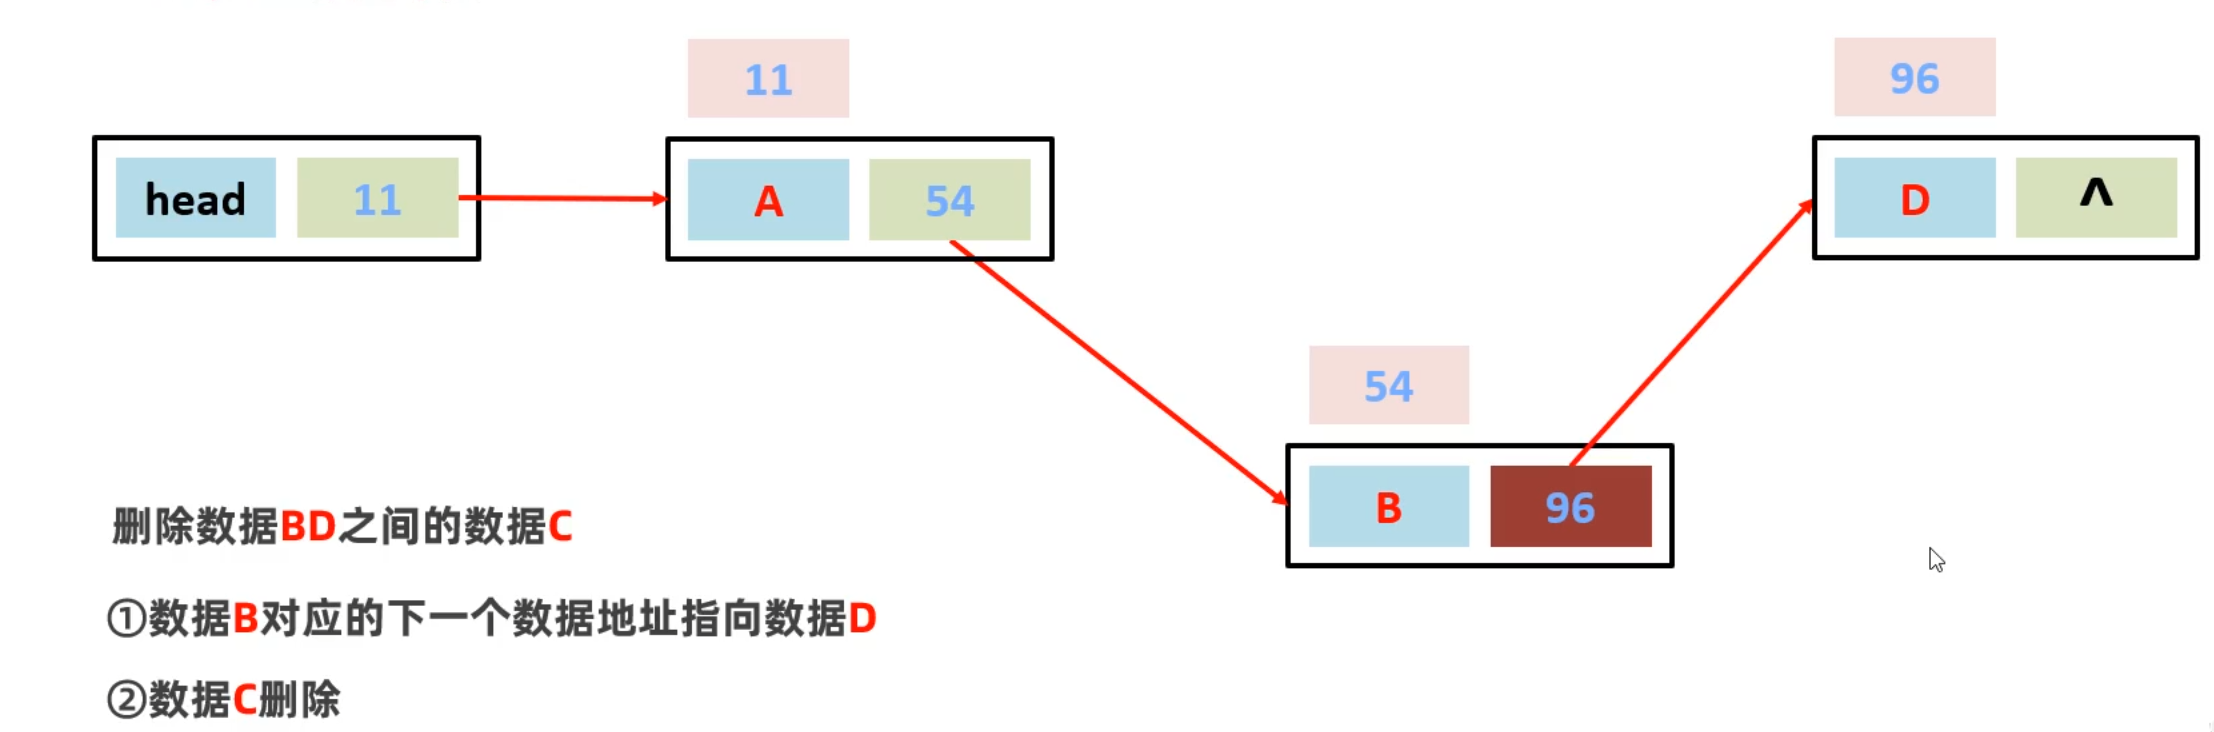 11
96
head 11
A 54
D ^
54
B 96
删除数据BD之间的数据C
①数据B对应的下一个数据地址指向数据D
②数据C删除